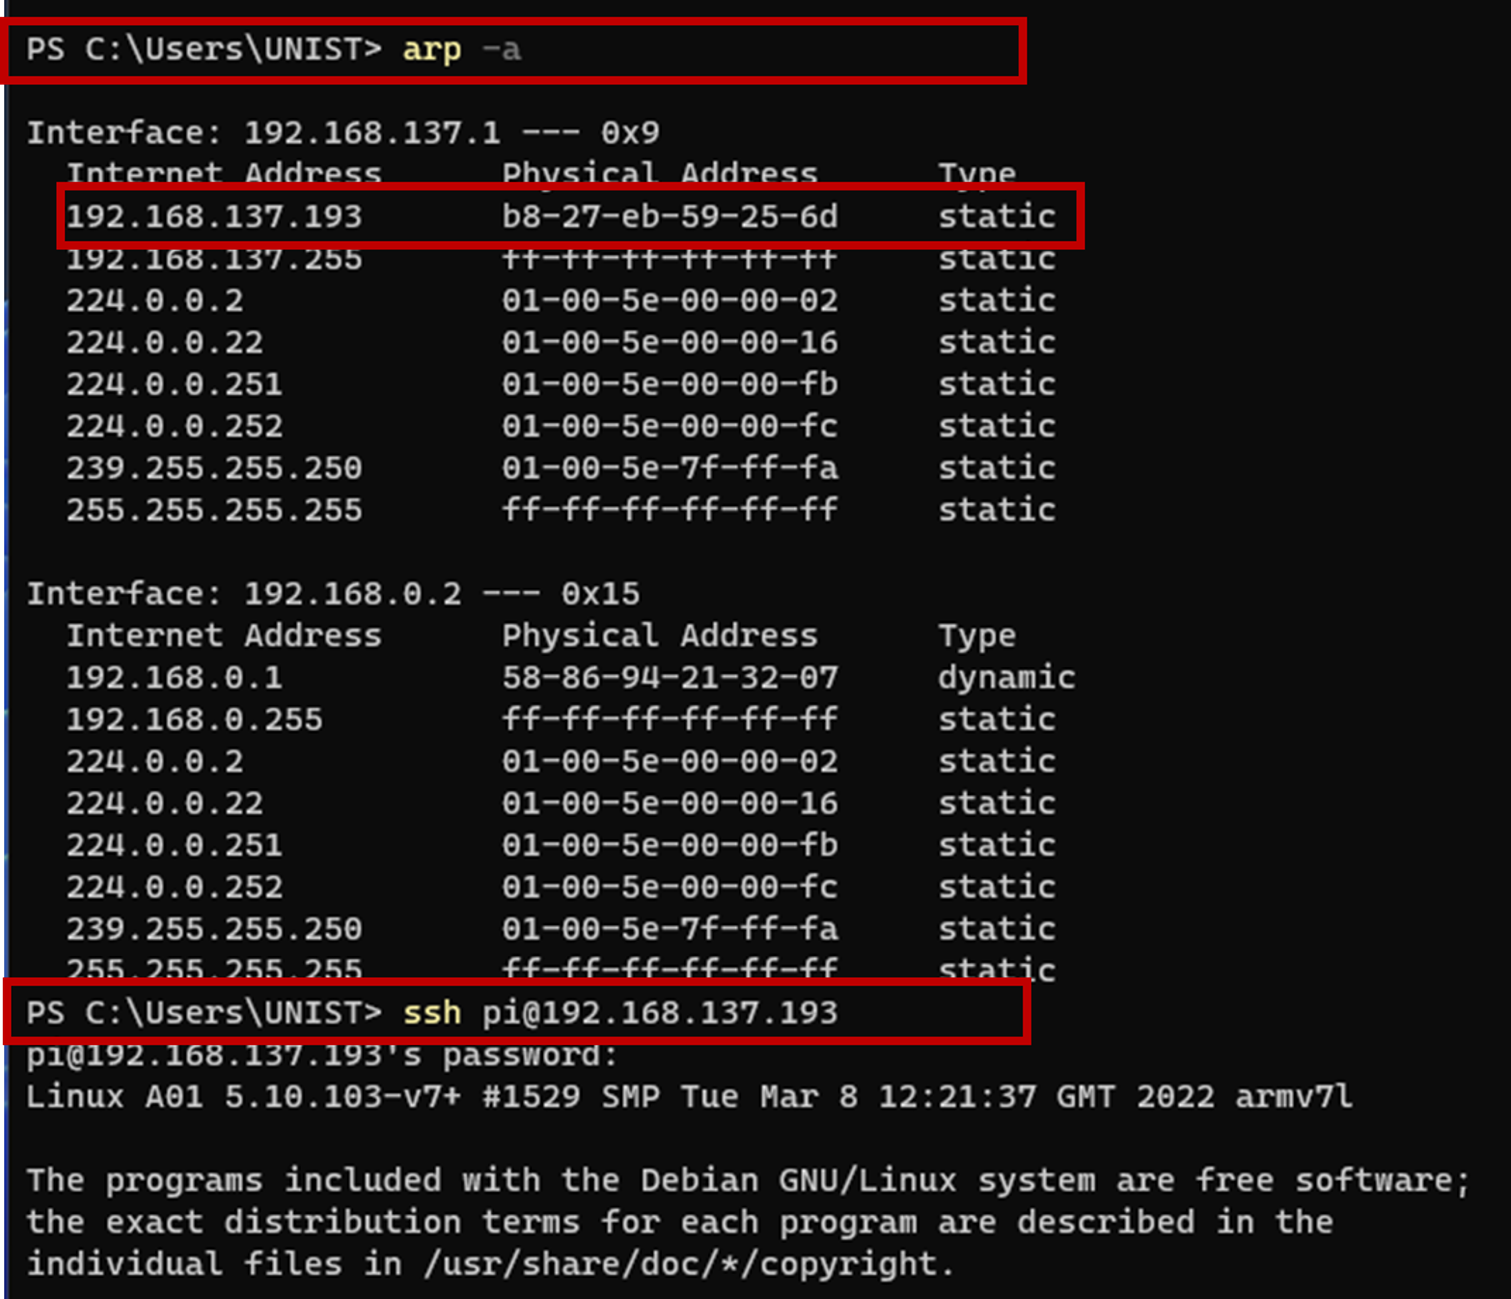 PS C:\Users\UNIST> arp -a
Interface: 192.168.137.1 --- 0x9
Internet Address Physical Address Type
192.168.137.193 b8-27-eb-59-25-6d static
192.168.137.255 ff-ff-ff-ff-ff-ff static
224.0.0.2 01-00-5e-00-00-02 static
224.0.0.22 01-00-5e-00-00-16 static
224.0.0.251 01-00-5e-00-00-fb static
224.0.0.252 01-00-5e-00-00-fc static
239.255.255.250 01-00-5e-7f-ff-fa static
255.255.255.255 ff-ff-ff-ff-ff-ff static
Interface: 192.168.0.2 --- 0x15
Internet Address Physical Address Type
192.168.0.1 58-86-94-21-32-07 dynamic
192.168.0.255 ff-ff-ff-ff-ff-ff static
224.0.0.2 01-00-5e-00-00-02 static
224.0.0.22 01-00-5e-00-00-16 static
224.0.0.251 01-00-5e-00-00-fb static
224.0.0.252 01-00-5e-00-00-fc static
239.255.255.250 01-00-5e-7f-ff-fa static
255.255.255.255 ff-ff-ff-ff-ff-ff static
PS C:\Users\UNIST> ssh pi@192.168.137.193
pi@192.168.137.193's password:
Linux A01 5.10.103-v7+ #1529 SMP Tue Mar 8 12:21:37 GMT 2022 armv7l
The programs included with the Debian GNU/Linux system are free software;
the exact distribution terms for each program are described in the
individual files in /usr/share/doc/*/copyright.